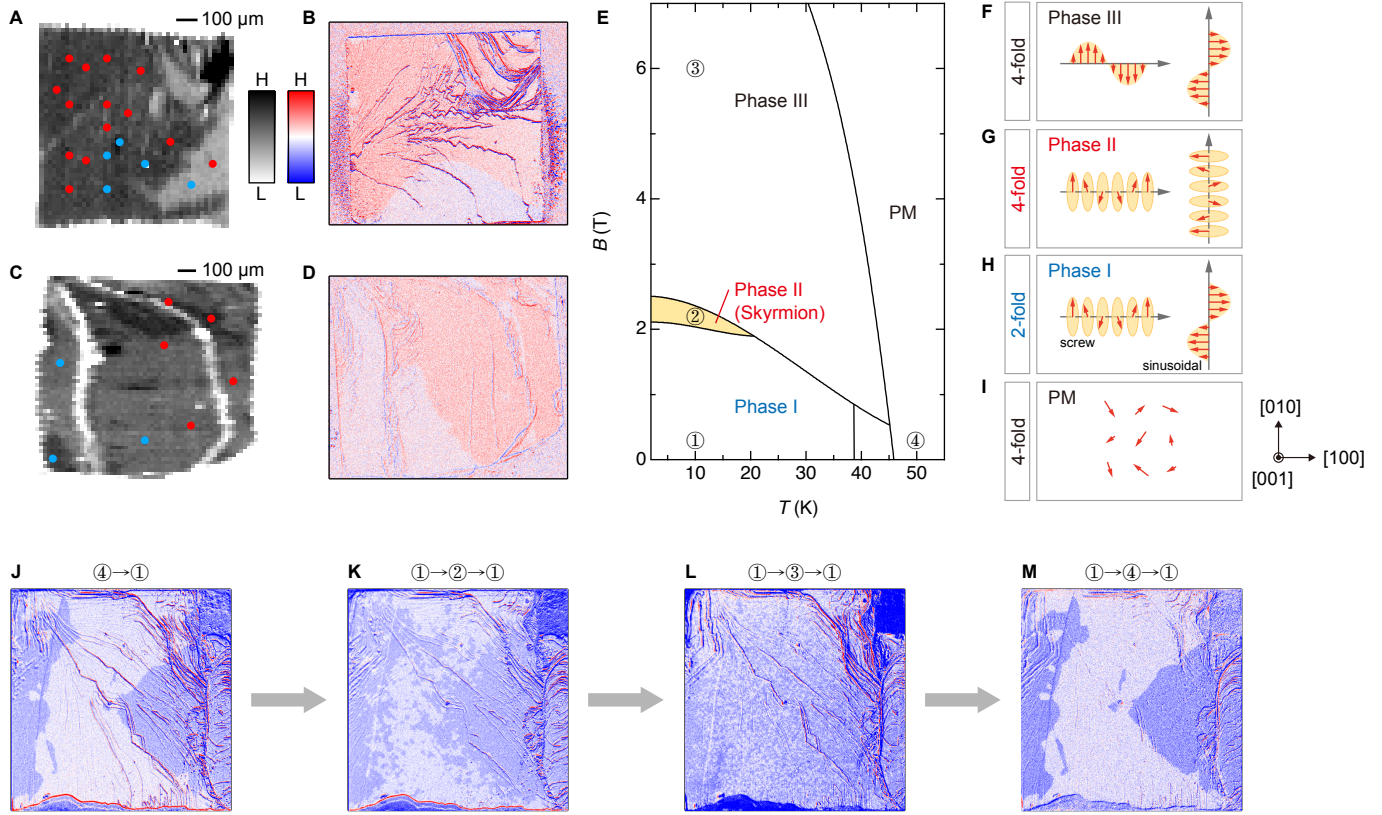 A
100 µm
H
H
L
L
B
C
100 µm
D
E
B (T)
6
4
2
0
Phase III
③
PM
Phase II
(Skyrmion)
②
Phase I
①
④
10
20
30
40
50
T (K)
F
4-fold
Phase III
G
4-fold
Phase II
H
2-fold
Phase I
screw
sinusoidal
I
4-fold
PM
[010]
[100]
[001]
J
④→①
K
①→②→①
L
①→③→①
M
①→④→①